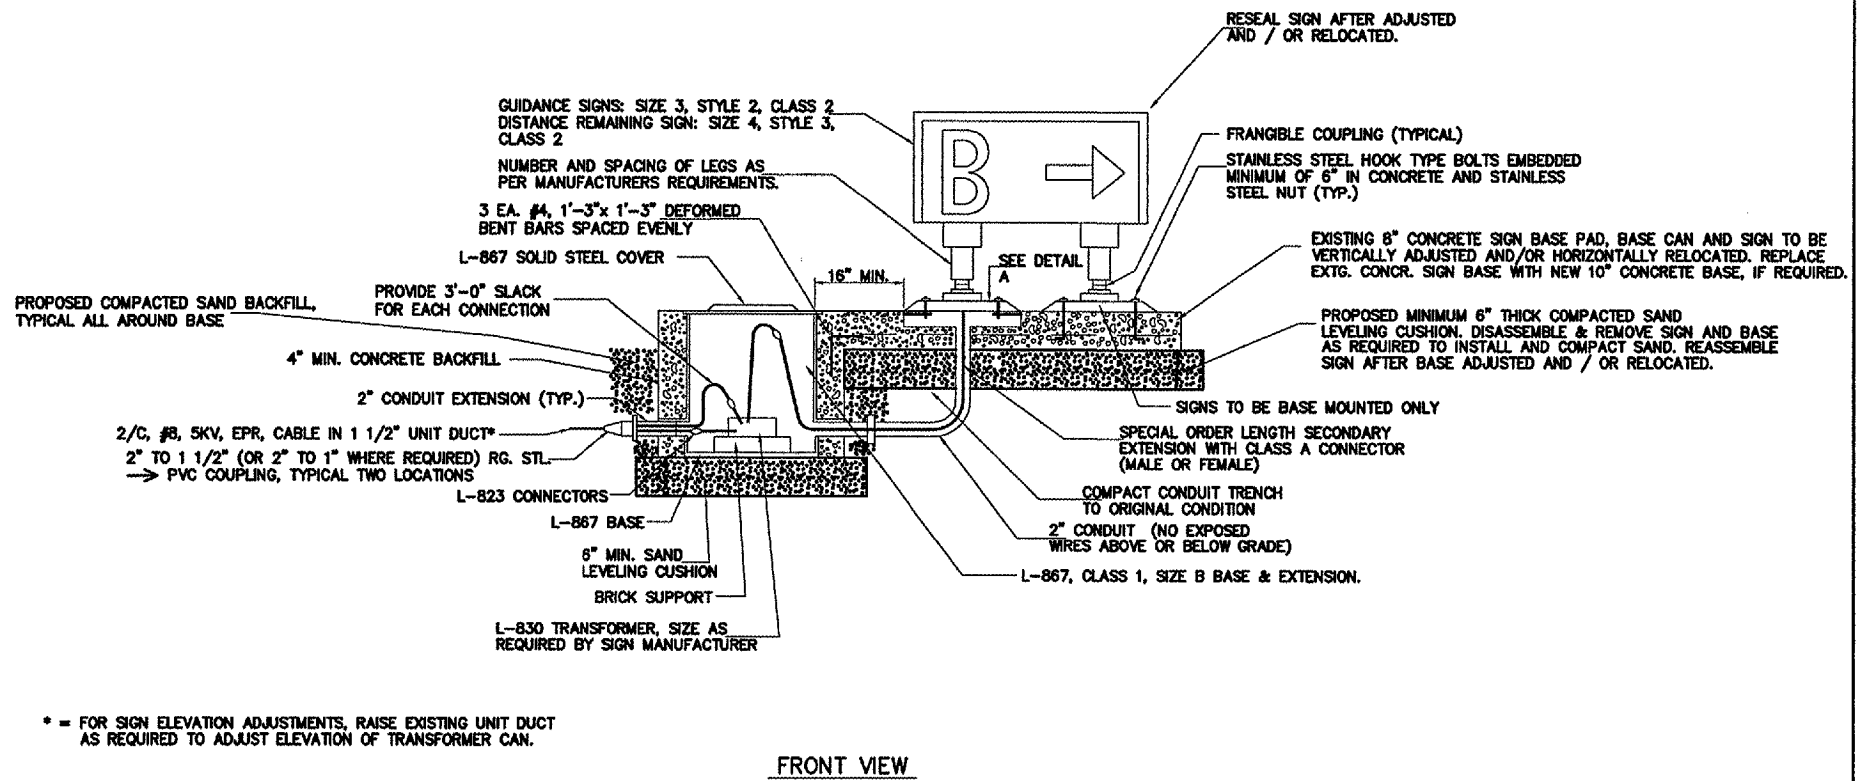 RESEAL SIGN AFTER ADJUSTED
AND / OR RELOCATED.
GUIDANCE SIGNS: SIZE 3, STYLE 2, CLASS 2
DISTANCE REMAINING SIGN: SIZE 4, STYLE 3,
CLASS 2
NUMBER AND SPACING OF LEGS AS
PER MANUFACTURERS REQUIREMENTS.
3 EA. #4, 1'-3"x 1'-3" DEFORMED
BENT BARS SPACED EVENLY
L-867 SOLID STEEL COVER
PROVIDE 3'-0" SLACK
FOR EACH CONNECTION
PROPOSED COMPACTED SAND BACKFILL,
TYPICAL ALL AROUND BASE
4" MIN. CONCRETE BACKFILL
2" CONDUIT EXTENSION (TYP.)
2/C, #8, 5KV, EPR, CABLE IN 1 1/2" UNIT DUCT*
2" TO 1 1/2" (OR 2" TO 1" WHERE REQUIRED) RG. STL.
PVC COUPLING, TYPICAL TWO LOCATIONS
L-823 CONNECTORS
L-867 BASE
6" MIN. SAND
LEVELING CUSHION
BRICK SUPPORT
L-830 TRANSFORMER, SIZE AS
REQUIRED BY SIGN MANUFACTURER
16" MIN.
B
SEE DETAIL
A
FRANGIBLE COUPLING (TYPICAL)
STAINLESS STEEL HOOK TYPE BOLTS EMBEDDED
MINIMUM OF 6" IN CONCRETE AND STAINLESS
STEEL NUT (TYP.)
EXISTING 8" CONCRETE SIGN BASE PAD, BASE CAN AND SIGN TO BE
VERTICALLY ADJUSTED AND/OR HORIZONTALLY RELOCATED. REPLACE
EXTG. CONCR. SIGN BASE WITH NEW 10" CONCRETE BASE, IF REQUIRED.
PROPOSED MINIMUM 6" THICK COMPACTED SAND
LEVELING CUSHION. DISASSEMBLE & REMOVE SIGN AND BASE
AS REQUIRED TO INSTALL AND COMPACT SAND. REASSEMBLE
SIGN AFTER BASE ADJUSTED AND / OR RELOCATED.
SIGNS TO BE BASE MOUNTED ONLY
SPECIAL ORDER LENGTH SECONDARY
EXTENSION WITH CLASS A CONNECTOR
(MALE OR FEMALE)
COMPACT CONDUIT TRENCH
TO ORIGINAL CONDITION
2" CONDUIT (NO EXPOSED
WIRES ABOVE OR BELOW GRADE)
L-867, CLASS 1, SIZE B BASE & EXTENSION.
* = FOR SIGN ELEVATION ADJUSTMENTS, RAISE EXISTING UNIT DUCT
AS REQUIRED TO ADJUST ELEVATION OF TRANSFORMER CAN.
FRONT VIEW